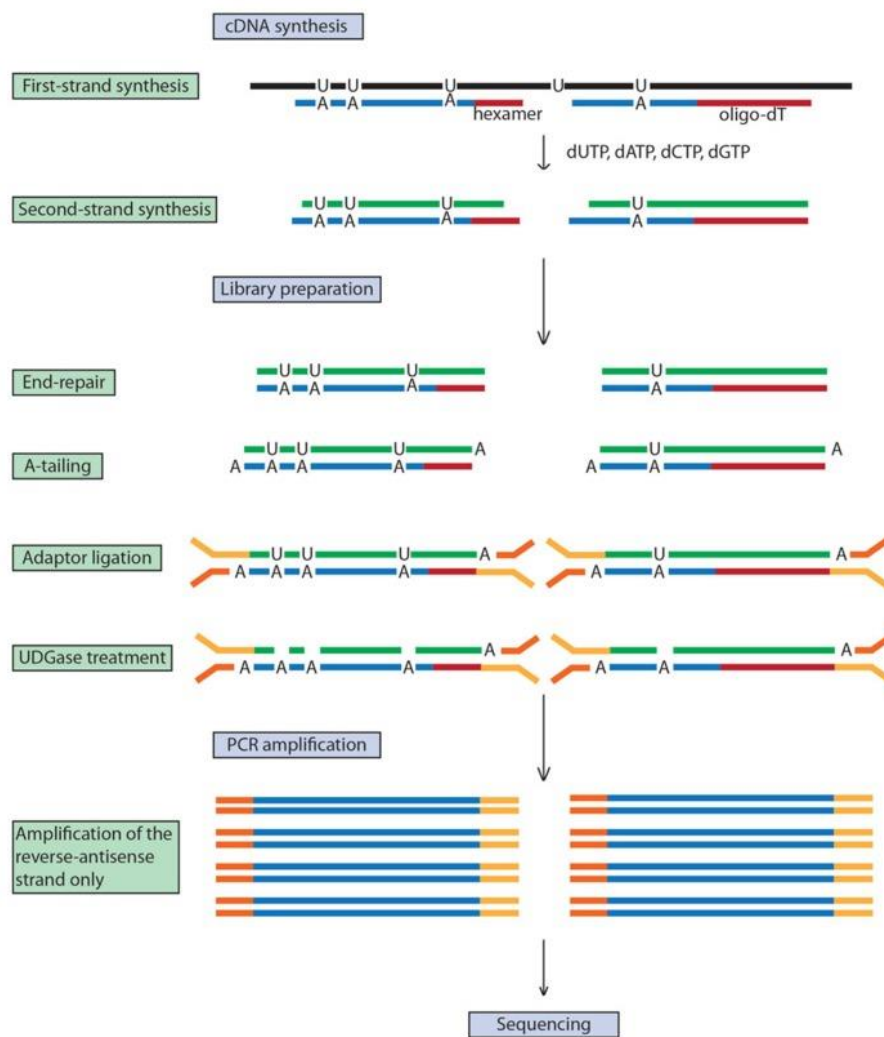 cDNA synthesis
First-strand synthesis
U U U U U
A A A A
hexamer
oligo-dT
dUTP, dATP, dCTP, dGTP
Second-strand synthesis
U U U U
A A A A
Library preparation
End-repair
U U U U
A A A A
A-tailing
U U U A U A
A A A A A A
Adaptor ligation
U U U A U A
A A A A A A
UDGase treatment
A A
A A A A A A
PCR amplification
Amplification of the
reverse-antisense
strand only
Sequencing